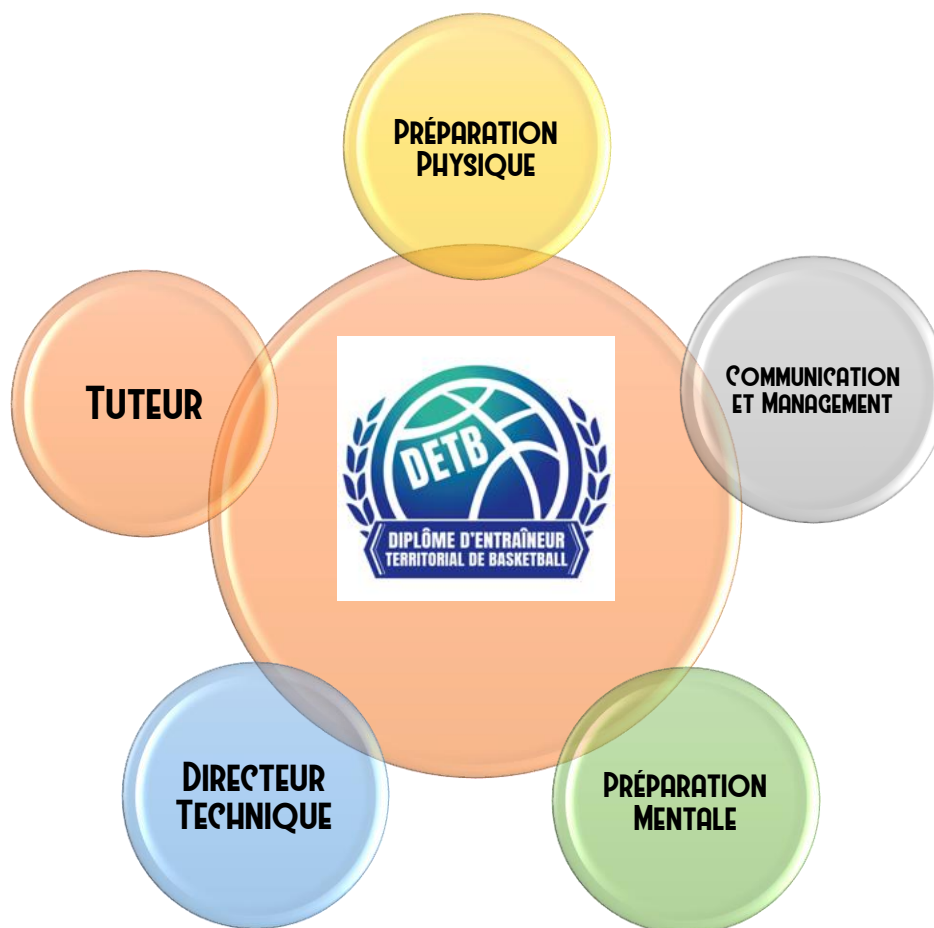 Préparation
Physique
Communication
et Management
Tuteur
DETB
DIPLÔME D'ENTRAÎNEUR
TERRITORIAL DE BASKETBALL
Directeur
Technique
Préparation
Mentale